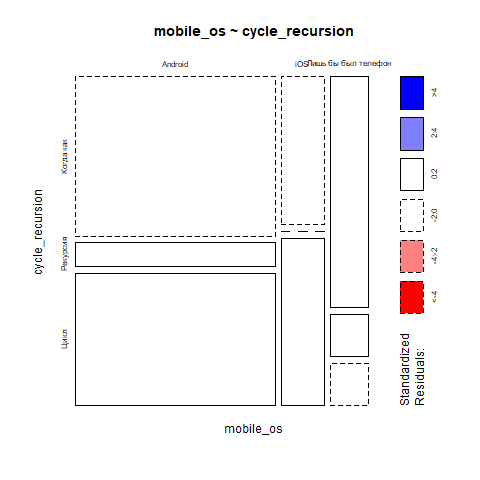 mobile_os ~ cycle_recursion
Android
iOS
Лишь бы был телефон
Когда как
Рекурсия
Цикл
cycle_recursion
mobile_os
>4
2:4
0:2
-2:0
-4:-2
<-4
Standardized
Residuals: